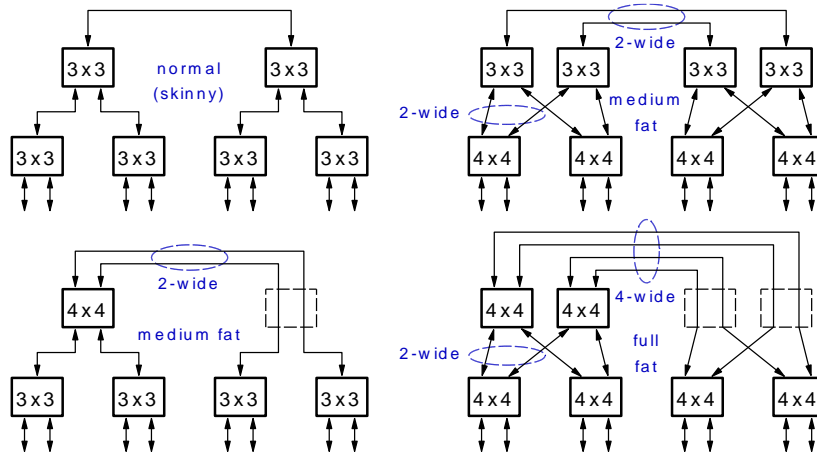 3x3
3x3
normal
(skinny)
3x3
3x3
3x3
3x3
2-wide
3x3
3x3
3x3
3x3
2-wide
medium
fat
4x4
4x4
4x4
4x4
2-wide
4x4
medium fat
3x3
3x3
3x3
3x3
4-wide
4x4
4x4
2-wide
full
fat
4x4
4x4
4x4
4x4